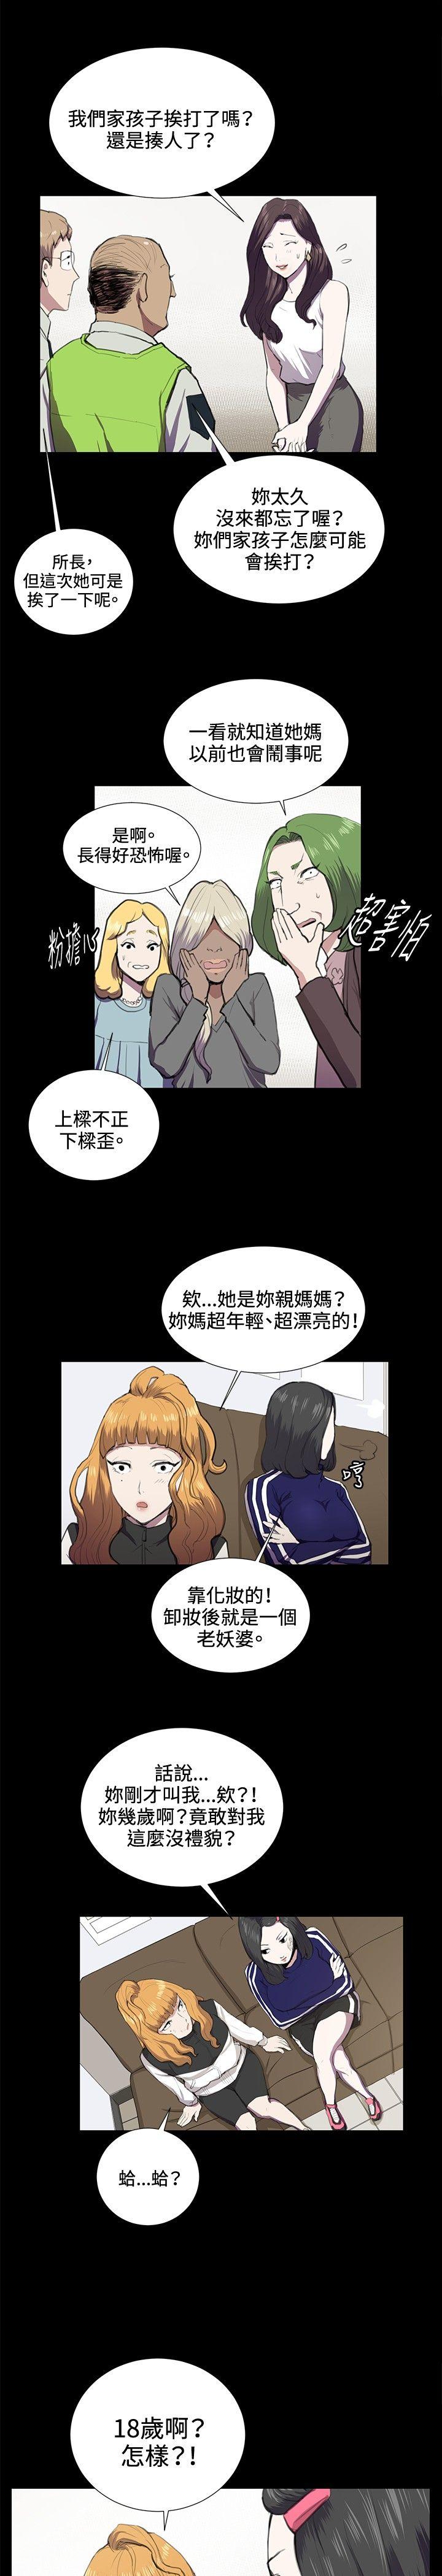 我們家孩子挨打了嗎？
還是揍人了？
妳太久
沒來都忘了喔？
妳們家孩子怎麼可能
會挨打？
所長，
但這次她可是
挨了一下呢。
一看就知道她媽
以前也會鬧事呢
是啊。
長得好恐怖喔。
粉擔心
超害怕
上樑不正
下樑歪。
欸...她是妳親媽媽？
妳媽超年輕、超漂亮的！
哼
靠化妝的！
卸妝後就是一個
老妖婆。
話說...
妳剛才叫我...欸？！
妳幾歲啊？竟敢對我
這麼沒禮貌？
蛤...蛤？
18歲啊？
怎樣？！